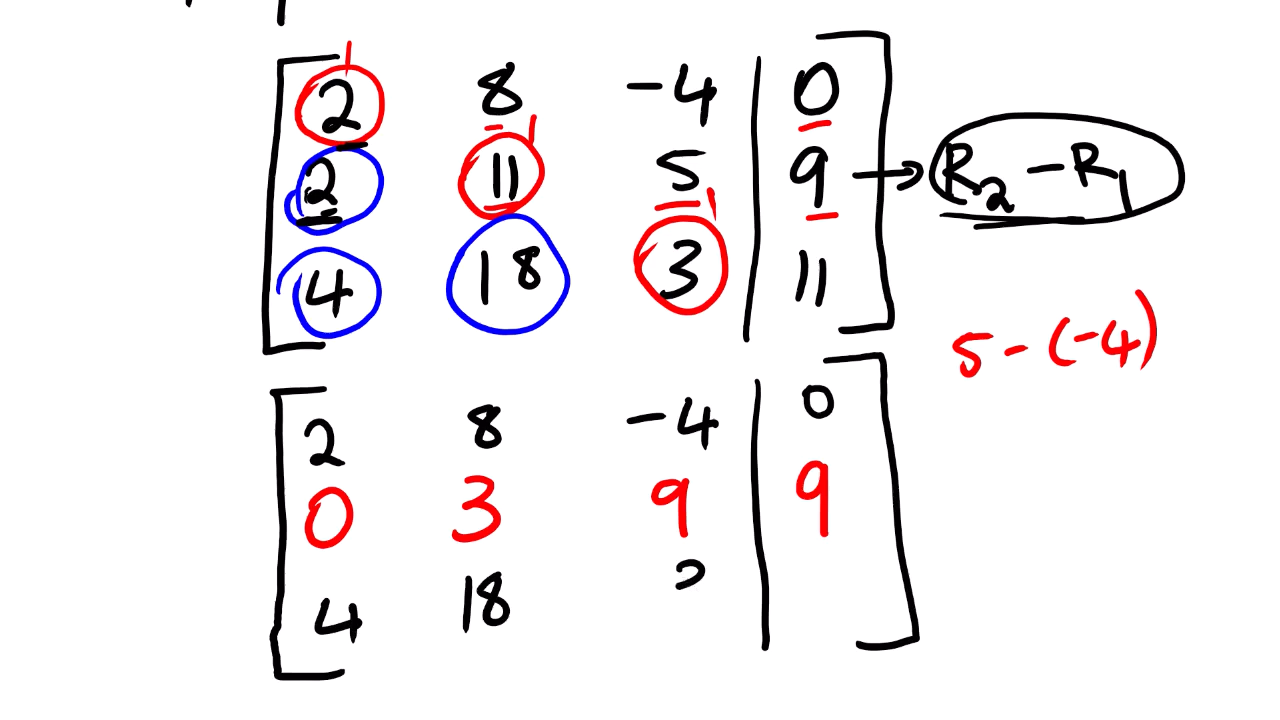 2 8 -4 0
2 11 5 9 → R₂ - R₁
4 18 3 11
5 - (-4)
2 8 -4 0
0 3 9 9
4 18